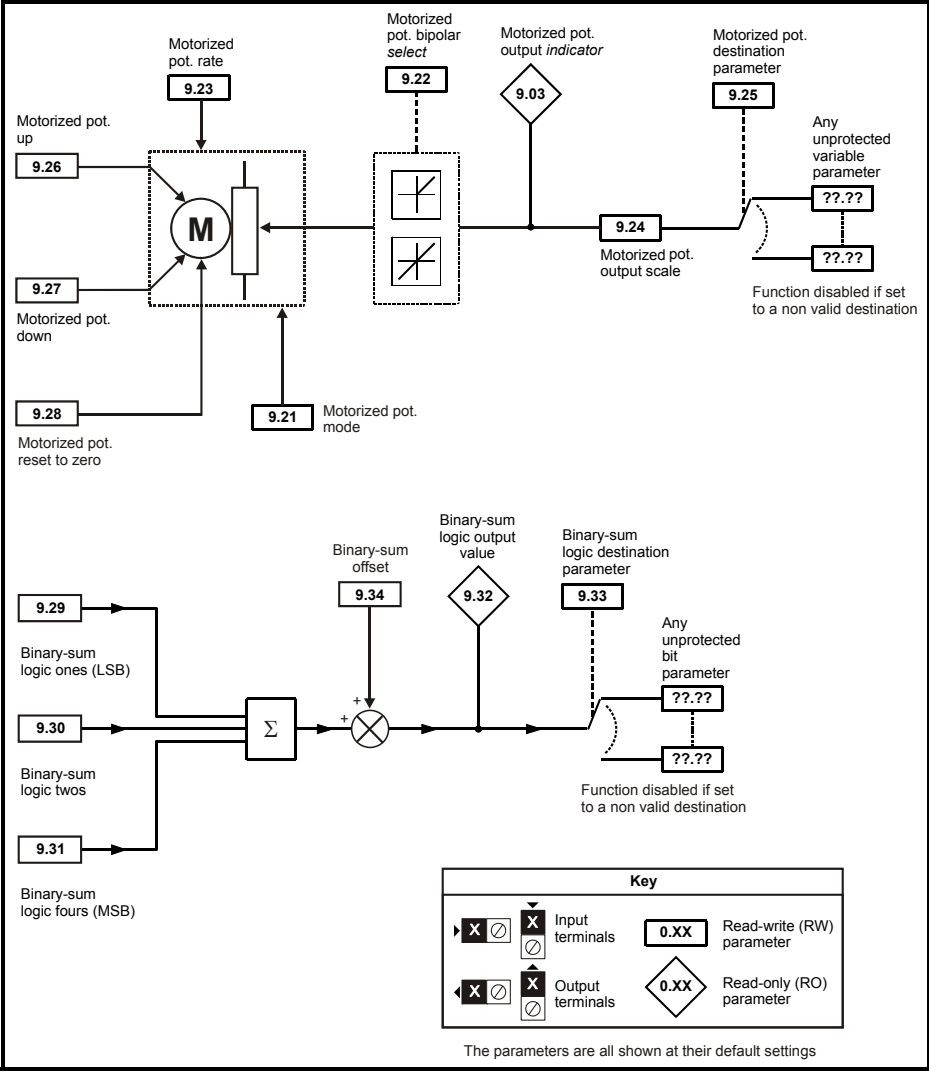 Motorized
pot. rate
9.23
Motorized
pot. bipolar
select
9.22
Motorized pot.
output indicator
9.03
Motorized pot.
destination
parameter
9.25
Motorized pot.
up
9.26
Any
unprotected
variable
parameter
??.??
??.??
M
9.24
Motorized pot.
output scale
Function disabled if set
to a non valid destination
9.27
Motorized pot.
down
9.28
Motorized pot.
reset to zero
9.21
Motorized pot.
mode
Binary-sum
offset
9.34
Binary-sum
logic output
value
9.32
Binary-sum
logic destination
parameter
9.33
9.29
Binary-sum
logic ones (LSB)
Any
unprotected
bit
parameter
??.??
??.??
9.30
Binary-sum
logic twos
Σ
+
+
Function disabled if set
to a non valid destination
9.31
Binary-sum
logic fours (MSB)
Key
X
X
Input
terminals
0.XX
Read-write (RW)
parameter
X
X
Output
terminals
0.XX
Read-only (RO)
parameter
The parameters are all shown at their default settings